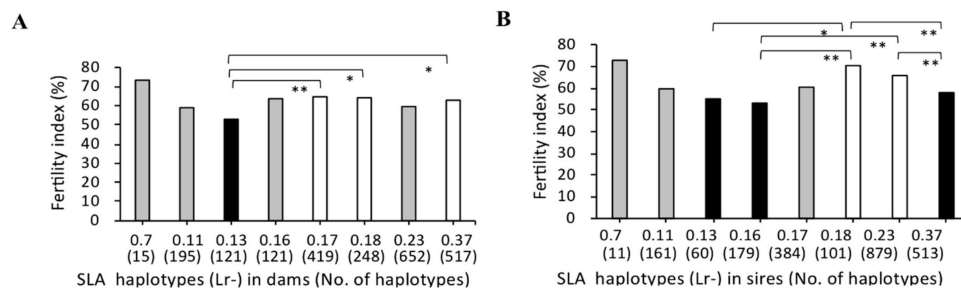 A
B
**
*
*
*
**
**
**
**
Fertility index (%)
80
70
60
50
40
30
20
10
0
0.7 0.11 0.13 0.16 0.17 0.18 0.23 0.37
(15) (195) (121) (121) (419) (248) (652) (517)
SLA haplotypes (Lr-) in dams (No. of haplotypes)
Fertility index (%)
80
70
60
50
40
30
20
10
0
0.7 0.11 0.13 0.16 0.17 0.18 0.23 0.37
(11) (161) (60) (179) (384) (101) (879) (513)
SLA haplotypes (Lr-) in sires (No. of haplotypes)